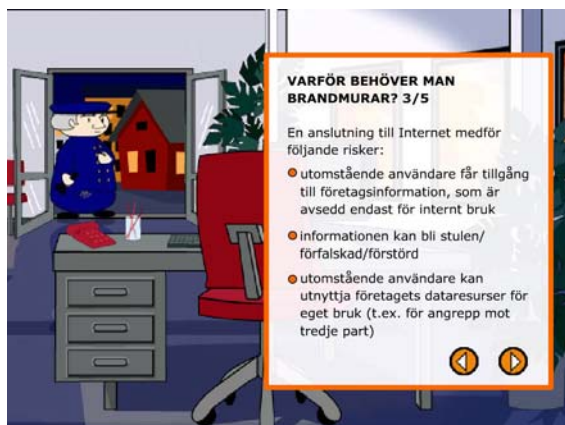 VARFÖR BEHÖVER MAN
BRANDMURAR? 3/5
En anslutning till Internet medför
följande risker:
utomstående användare får tillgång
till företagsinformation, som är
avsedd endast för internt bruk
informationen kan bli stulen/
förfalskad/förstörd
utomstående användare kan
utnyttja företagets dataresurser för
eget bruk (t.ex. för angrepp mot
tredje part)